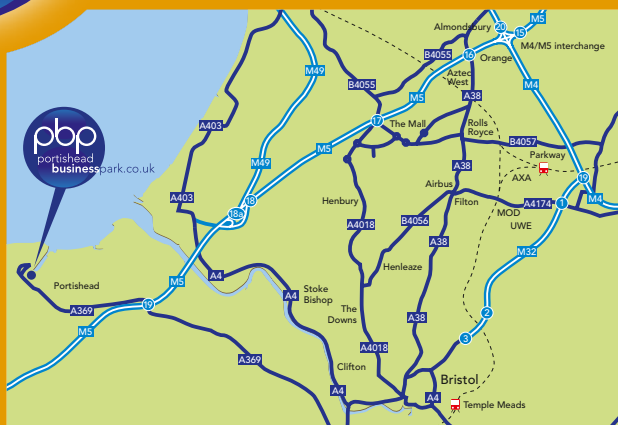 Almondsbury
20
15
M5
M4/M5 interchange
B4055
16
Orange
Aztec
West
M49
B4055
M5
A38
M4
A403
17
The Mall
Rolls
Royce
B4057
pbp
portishead
businesspark.co.uk
M5
M49
A38
Parkway
AXA
19
A403
18
18a
Henbury
Airbus
Filton
MOD
UWE
A4174
1
M4
A4018
B4056
A38
M32
Henleaze
M5
A4
Portishead
A4
Stoke
Bishop
19
A369
The
Downs
A38
2
M5
3
A369
A4018
Clifton
Bristol
A4
A4
Temple Meads